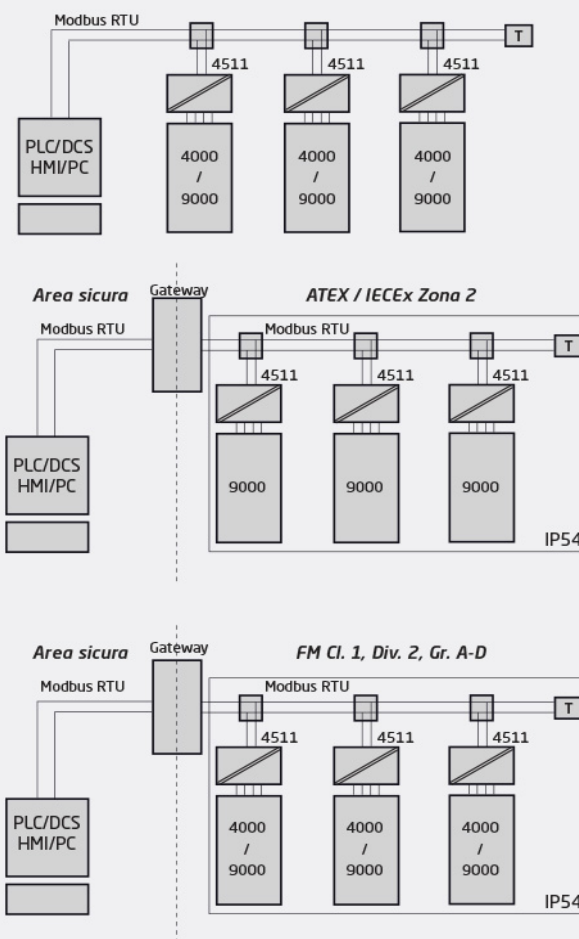 Modbus RTU
T
4511
4511
4511
PLC/DCS
HMI/PC
4000
/
9000
4000
/
9000
4000
/
9000
Gateway
Area sicura
ATEX / IECEx Zona 2
Modbus RTU
Modbus RTU
T
4511
4511
4511
PLC/DCS
HMI/PC
9000
9000
9000
IP54
Gateway
Area sicura
FM Cl. 1, Div. 2, Gr. A-D
Modbus RTU
Modbus RTU
T
4511
4511
4511
PLC/DCS
HMI/PC
4000
/
9000
4000
/
9000
4000
/
9000
IP54